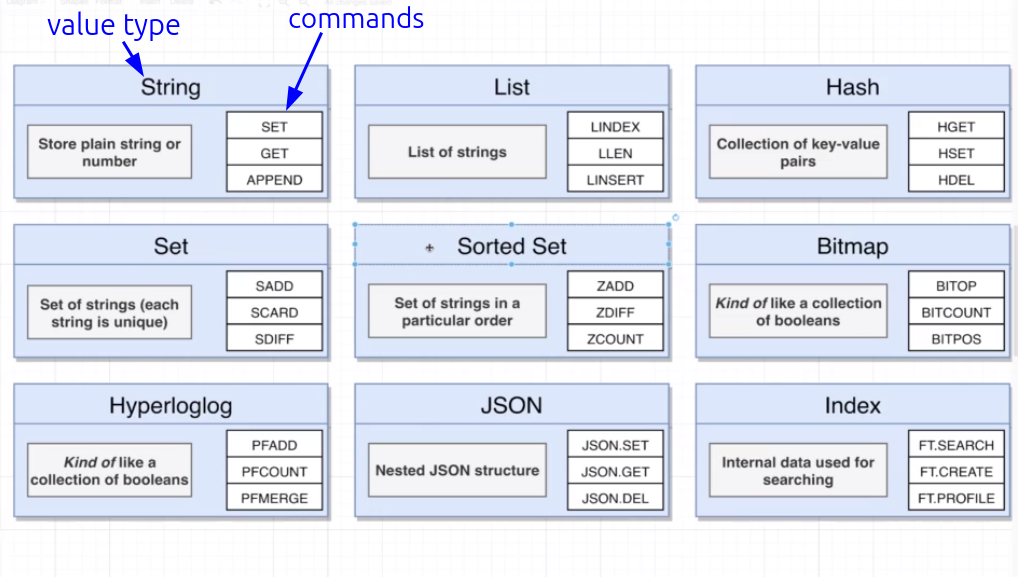 value type
commands
String
Store plain string or
number
SET
GET
APPEND
List
List of strings
LINDEX
LLEN
LINSERT
Hash
Collection of key-value
pairs
HGET
HSET
HDEL
Set
Set of strings (each
string is unique)
SADD
SCARD
SDIFF
Sorted Set
Set of strings in a
particular order
ZADD
ZDIFF
ZCOUNT
Bitmap
Kind of like a collection
of booleans
BITOP
BITCOUNT
BITPOS
Hyperloglog
Kind of like a
collection of booleans
PFADD
PFCOUNT
PFMERGE
JSON
Nested JSON structure
JSON.SET
JSON.GET
JSON.DEL
Index
Internal data used for
searching
FT.SEARCH
FT.CREATE
FT.PROFILE